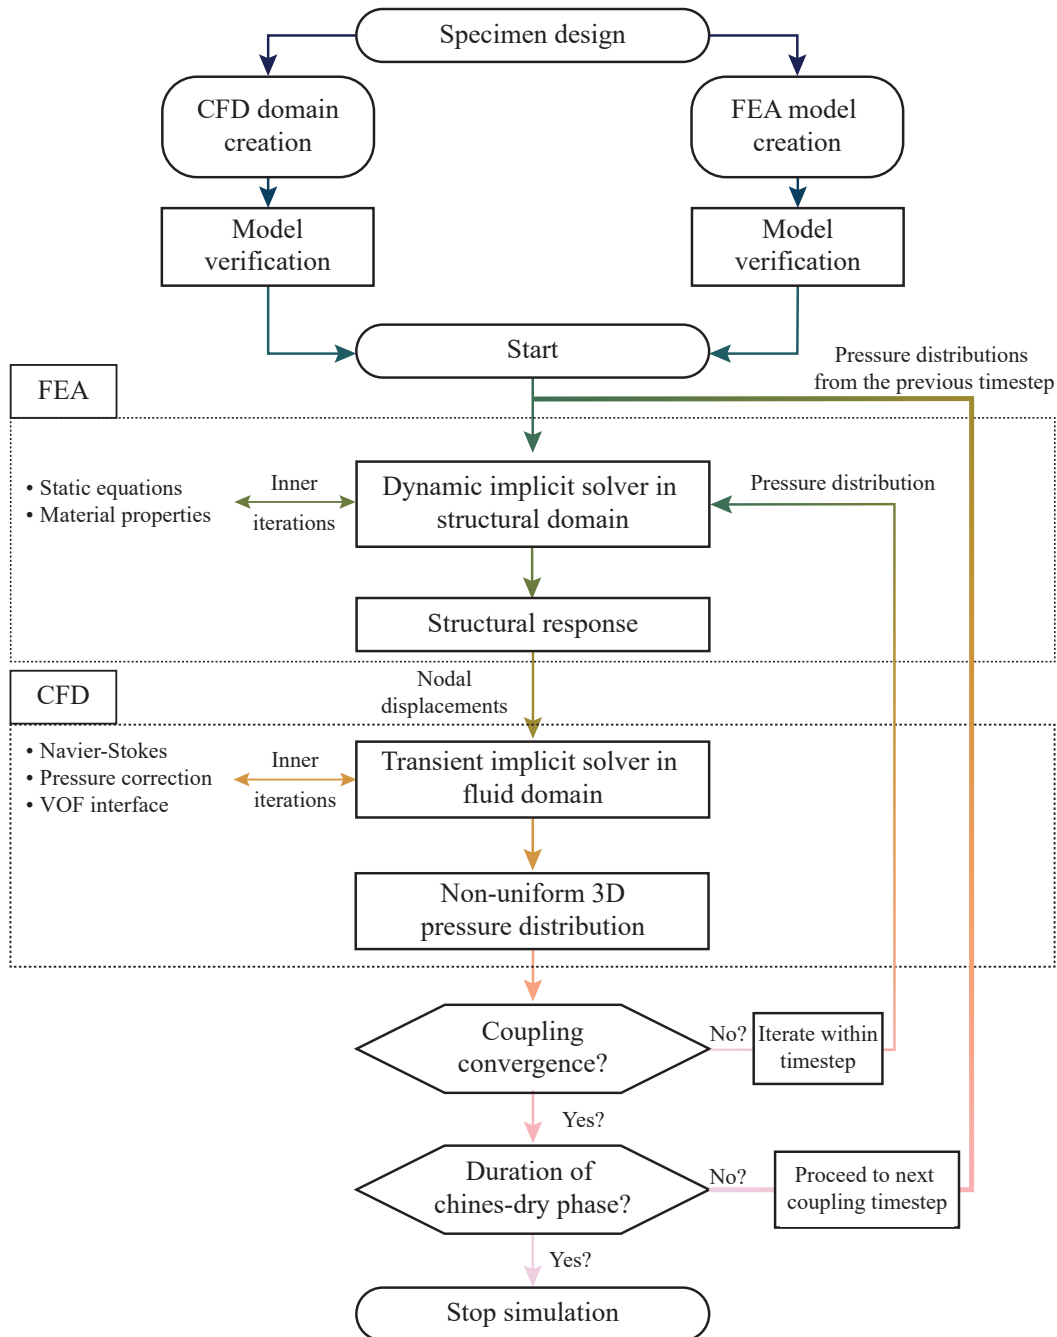 Specimen design
CFD domain
creation
FEA model
creation
Model
verification
Model
verification
Start
Pressure distributions
from the previous timestep
FEA
• Static equations
• Material properties
Inner
iterations
Dynamic implicit solver in
structural domain
Pressure distribution
Structural response
Nodal
displacements
CFD
• Navier-Stokes
• Pressure correction
• VOF interface
Inner
iterations
Transient implicit solver in
fluid domain
Non-uniform 3D
pressure distribution
Coupling
convergence?
No?
Iterate within
timestep
Yes?
Duration of
chines-dry phase?
No?
Proceed to next
coupling timestep
Yes?
Stop simulation